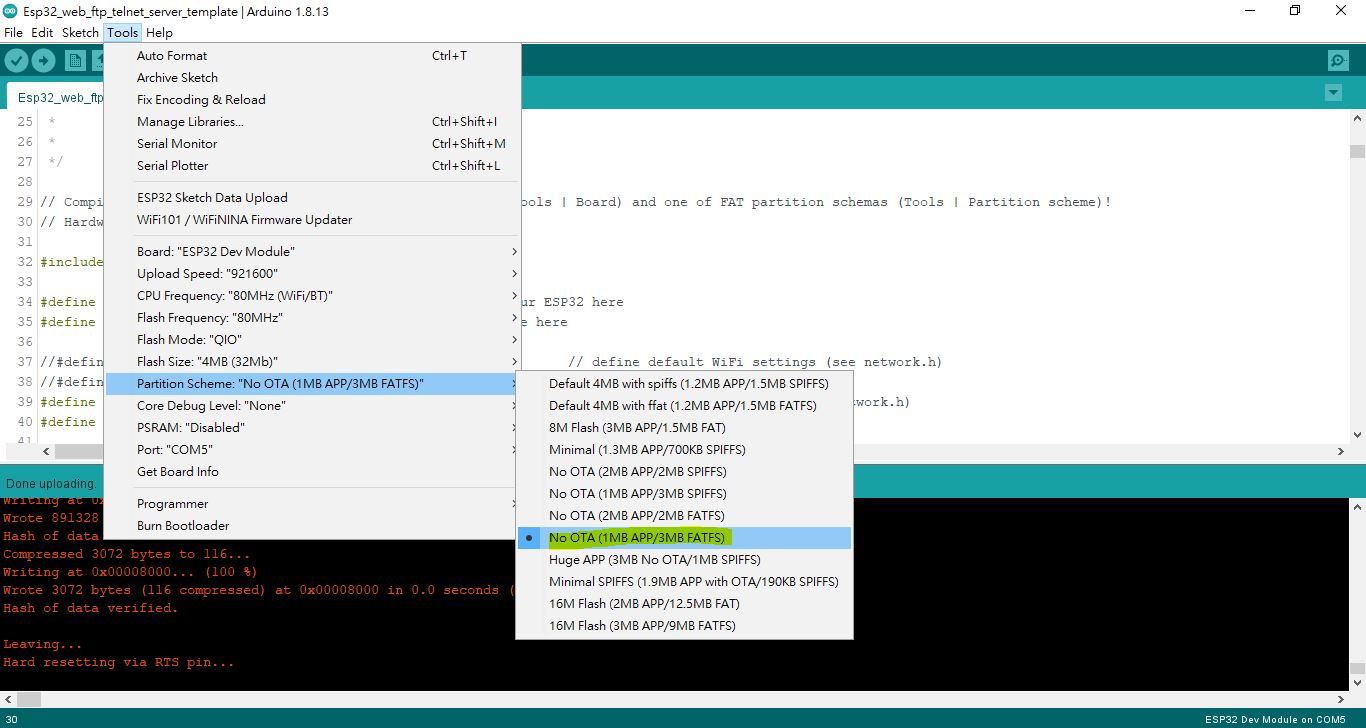 Esp32_web_ftp_telnet_server_template | Arduino 1.8.13
File Edit Sketch Tools Help
Auto Format Ctrl+T
Archive Sketch
Fix Encoding & Reload
Manage Libraries... Ctrl+Shift+I
Serial Monitor Ctrl+Shift+M
Serial Plotter Ctrl+Shift+L
ESP32 Sketch Data Upload
WiFi101 / WiFiNINA Firmware Updater
Board: "ESP32 Dev Module"
Upload Speed: "921600"
CPU Frequency: "80MHz (WiFi/BT)"
Flash Frequency: "80MHz"
Flash Mode: "QIO"
Flash Size: "4MB (32Mb)"
Partition Scheme: "No OTA (1MB APP/3MB FATFS)"
Core Debug Level: "None"
PSRAM: "Disabled"
Port: "COM5"
Get Board Info
Programmer
Burn Bootloader
Default 4MB with spiffs (1.2MB APP/1.5MB SPIFFS)
Default 4MB with ffat (1.2MB APP/1.5MB FATFS)
8M Flash (3MB APP/1.5MB FAT)
Minimal (1.3MB APP/700KB SPIFFS)
No OTA (2MB APP/2MB SPIFFS)
No OTA (1MB APP/3MB SPIFFS)
No OTA (2MB APP/2MB FATFS)
No OTA (1MB APP/3MB FATFS)
Huge APP (3MB No OTA/1MB SPIFFS)
Minimal SPIFFS (1.9MB APP with OTA/190KB SPIFFS)
16M Flash (2MB APP/12.5MB FAT)
16M Flash (3MB APP/9MB FATFS)
Esp32_web_ftp
25 *
26 *
27 */
28
29 // Compi ools | Board) and one of FAT partition schemas (Tools | Partition scheme)!
30 // Hardw
31
32 #include
33
34 #define ur ESP32 here
35 #define e here
36
37 //#defin // define default WiFi settings (see network.h)
38 //#defin
39 #define work.h)
40 #define
41
Done uploading.
Writing at 0x
Wrote 891328
Hash of data
Compressed 3072 bytes to 116...
Writing at 0x00008000... (100 %)
Wrote 3072 bytes (116 compressed) at 0x00008000 in 0.0 seconds (
Hash of data verified.
Leaving...
Hard resetting via RTS pin...
30 ESP32 Dev Module on COM5